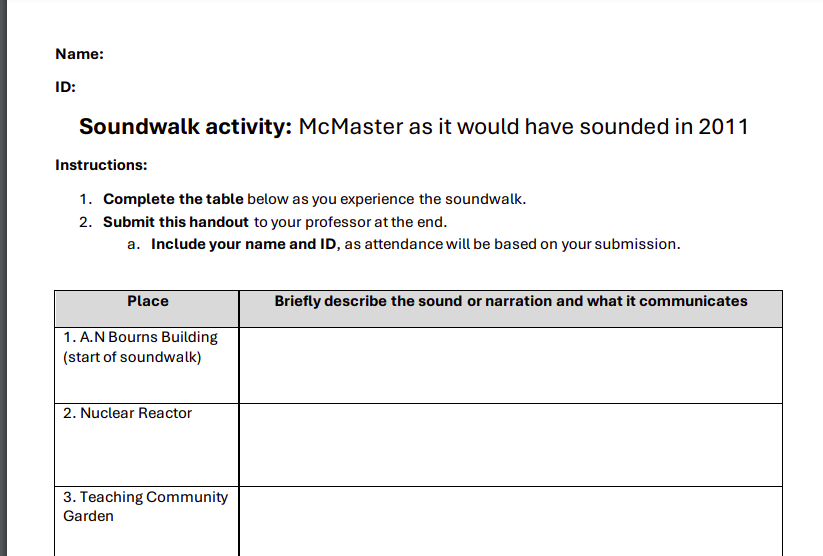 Name:
ID:
Soundwalk activity: McMaster as it would have sounded in 2011
Instructions:
1. Complete the table below as you experience the soundwalk.
2. Submit this handout to your professor at the end.
a. Include your name and ID, as attendance will be based on your submission.
Place
Briefly describe the sound or narration and what it communicates
1. A.N Bourns Building
(start of soundwalk)
2. Nuclear Reactor
3. Teaching Community
Garden